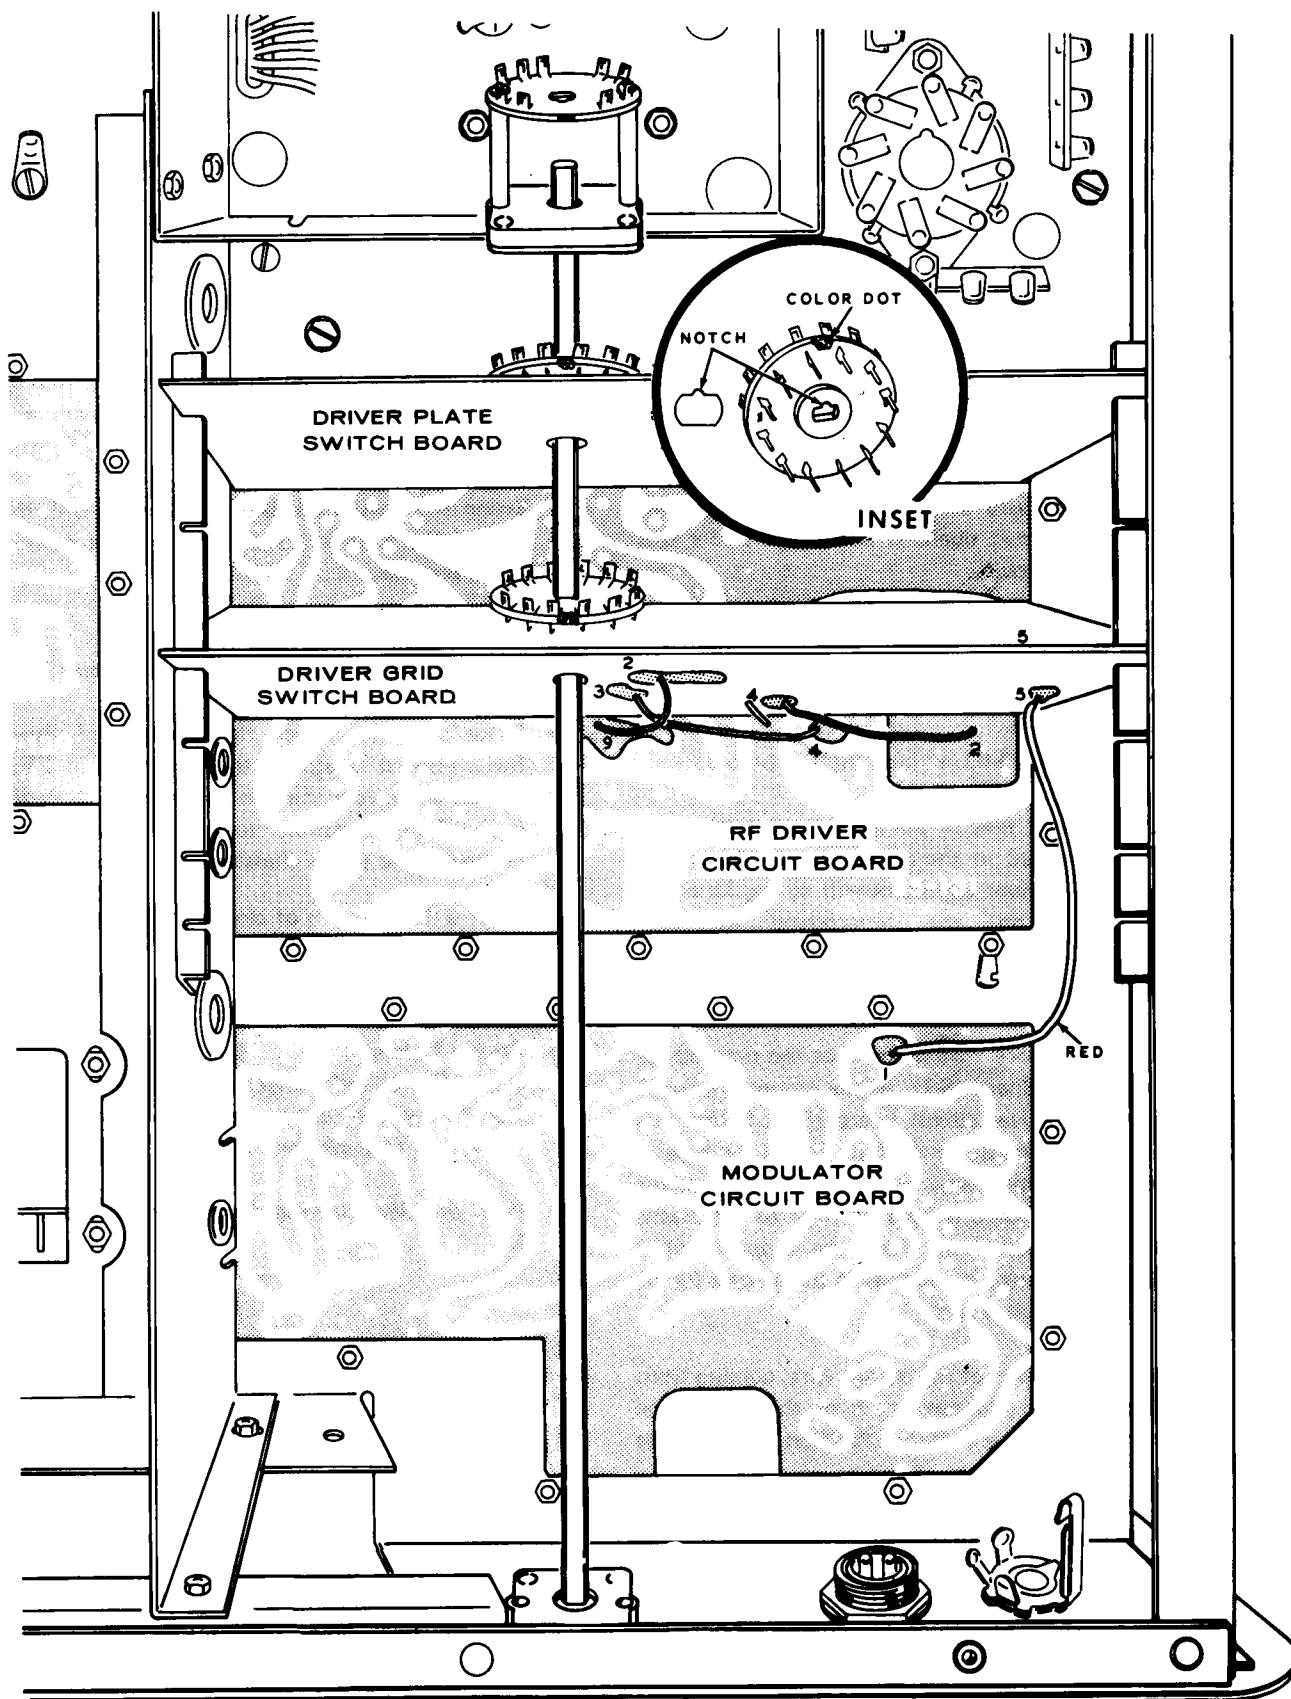 COLOR DOT
NOTCH
DRIVER PLATE
SWITCH BOARD
INSET
5
DRIVER GRID
SWITCH BOARD
2
3
4
5
9
4
2
RF DRIVER
CIRCUIT BOARD
RED
1
MODULATOR
CIRCUIT BOARD